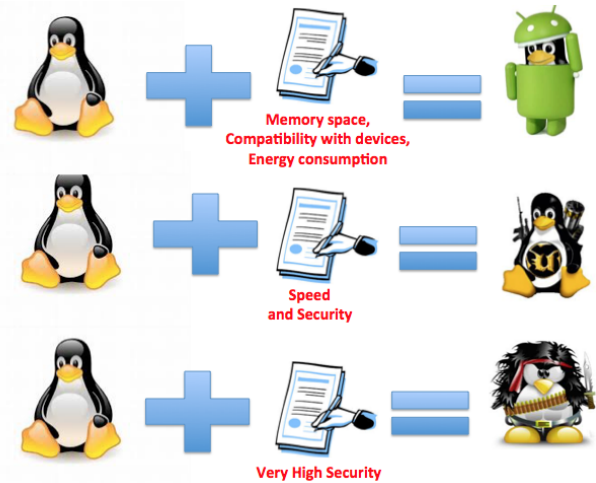 Memory space,
Compatibility with devices,
Energy consumption
Speed
and Security
Very High Security